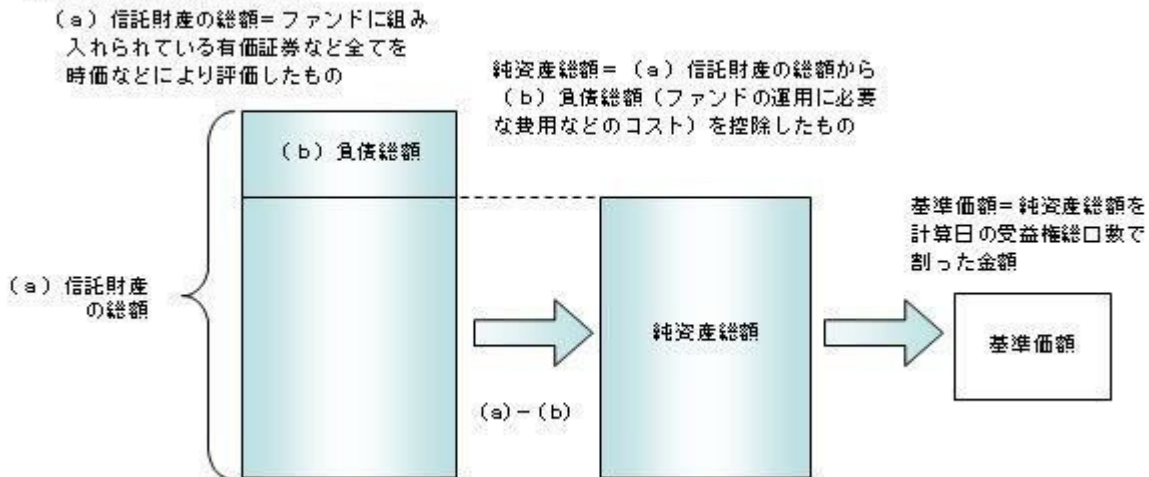 (a) 信託財産の総額=ファンドに組み
入れられている有価証券など全てを
時価などにより評価したもの
純資産総額= (a) 信託財産の総額から
(b) 負債総額(ファンドの運用に必要
な費用などのコスト)を控除したもの
(b) 負債総額
基準価額=純資産総額を
計算日の受益権総口数で
割った金額
(a) 信託財産
の総額
純資産総額
基準価額
(a)-(b)